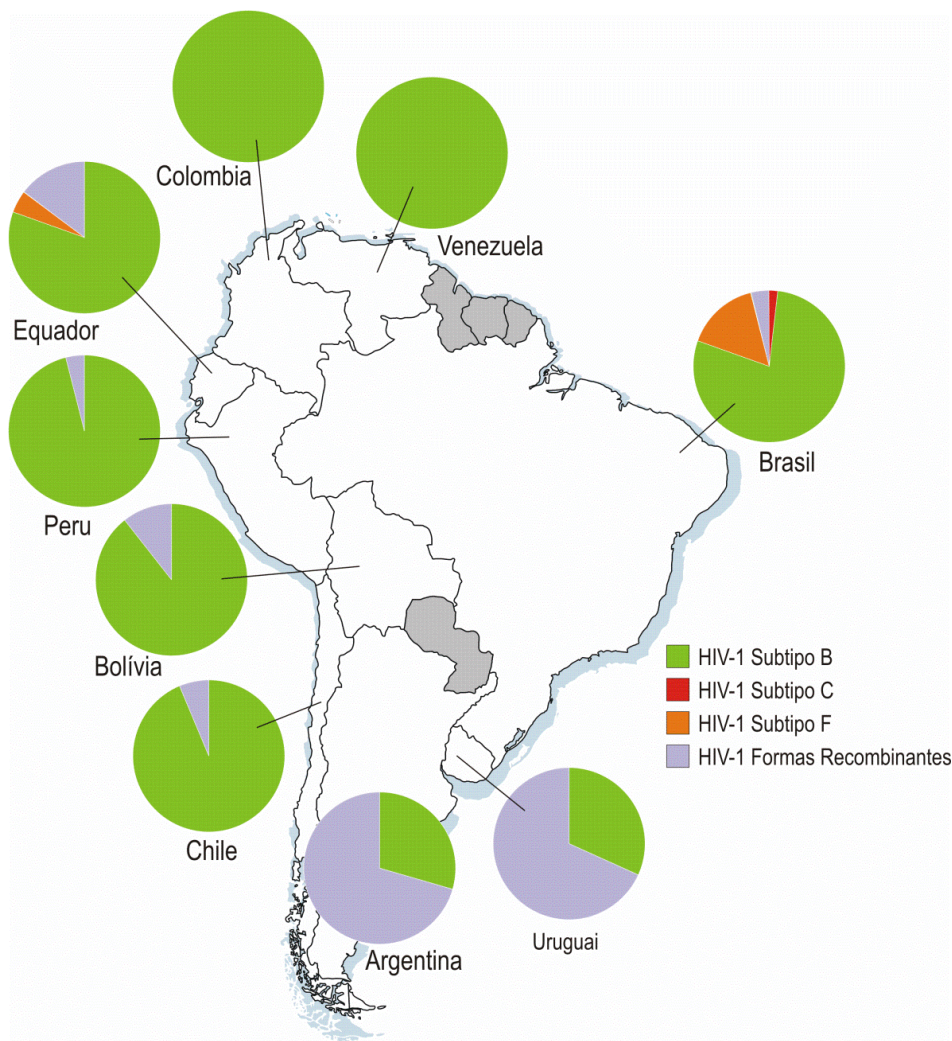 Colombia
Venezuela
Equador
Peru
Brasil
Bolívia
HIV-1 Subtipo B
HIV-1 Subtipo C
HIV-1 Subtipo F
HIV-1 Formas Recombinantes
Chile
Uruguai
Argentina